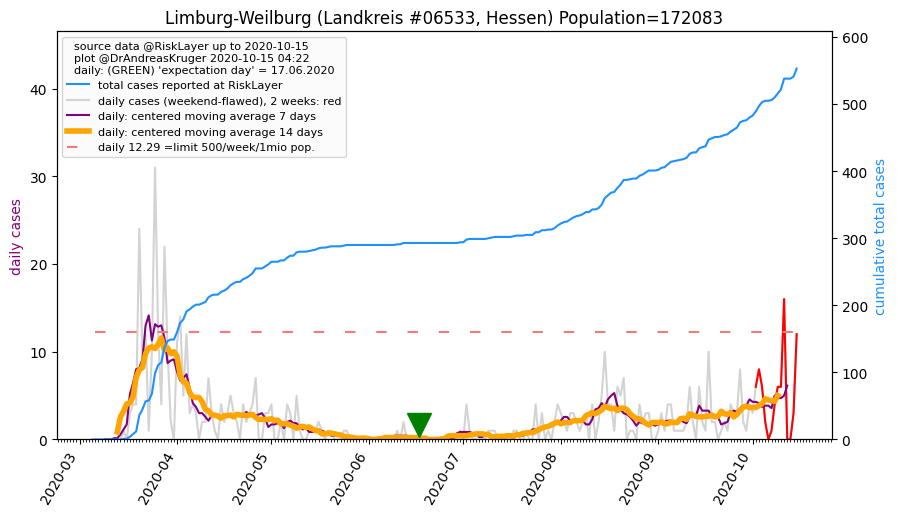 Limburg-Weilburg (Landkreis #06533, Hessen) Population=172083
source data @RiskLayer up to 2020-10-15
plot @DrAndreasKruger 2020-10-15 04:22
daily: (GREEN) 'expectation day' = 17.06.2020
total cases reported at RiskLayer
daily cases (weekend-flawed), 2 weeks: red
daily: centered moving average 7 days
daily: centered moving average 14 days
daily 12.29 =limit 500/week/1mio pop.
daily cases
40
30
20
10
0
cumulative total cases
600
500
400
300
200
100
0
2020-03
2020-04
2020-05
2020-06
2020-07
2020-08
2020-09
2020-10